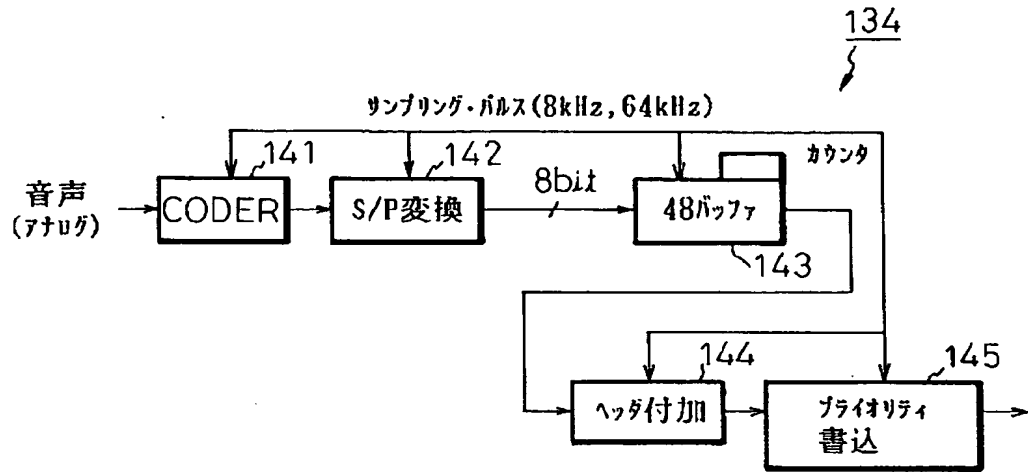 134
サンプリング・パルス(8kHz,64kHz)
141
142
カウンタ
音声
(アナログ)
CODER
S/P変換
8bit
48バッファ
143
144
145
ヘッダ付加
プライオリティ
書込